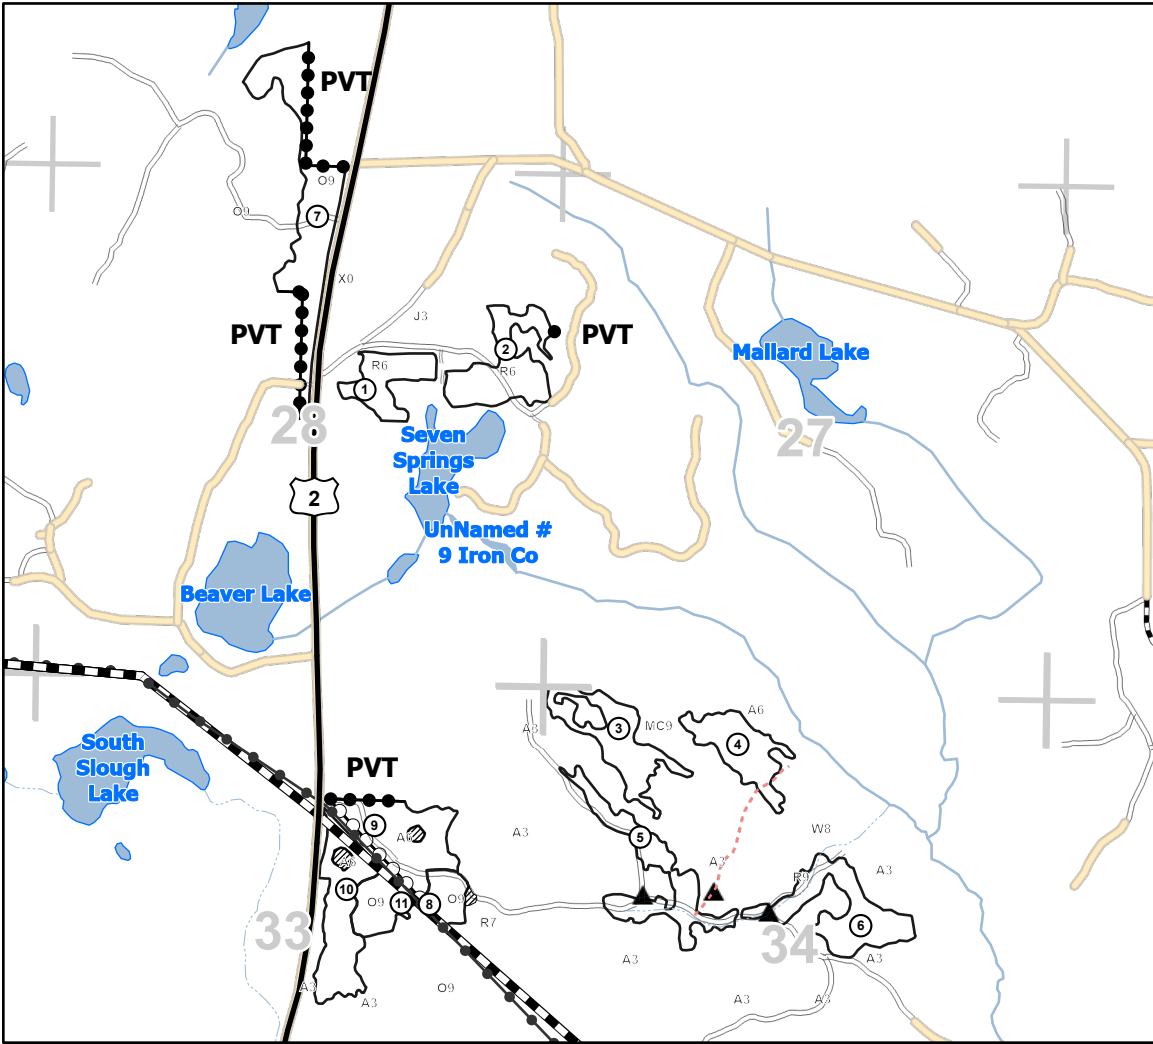 PVT
O9
O9
7
X0
J3
PVT
2
PVT
Mallard Lake
R6
R6
1
28
27
Seven
Springs
Lake
2
UnNamed #
9 Iron Co
Beaver Lake
A6
3
MC9
A3
4
South
Slough
Lake
PVT
9
A6
A3
5
W8
A3
A3
R9
10
O9
11
8
O9
R7
6
33
34
A3
A3
A3
O9
A3
A3
A3